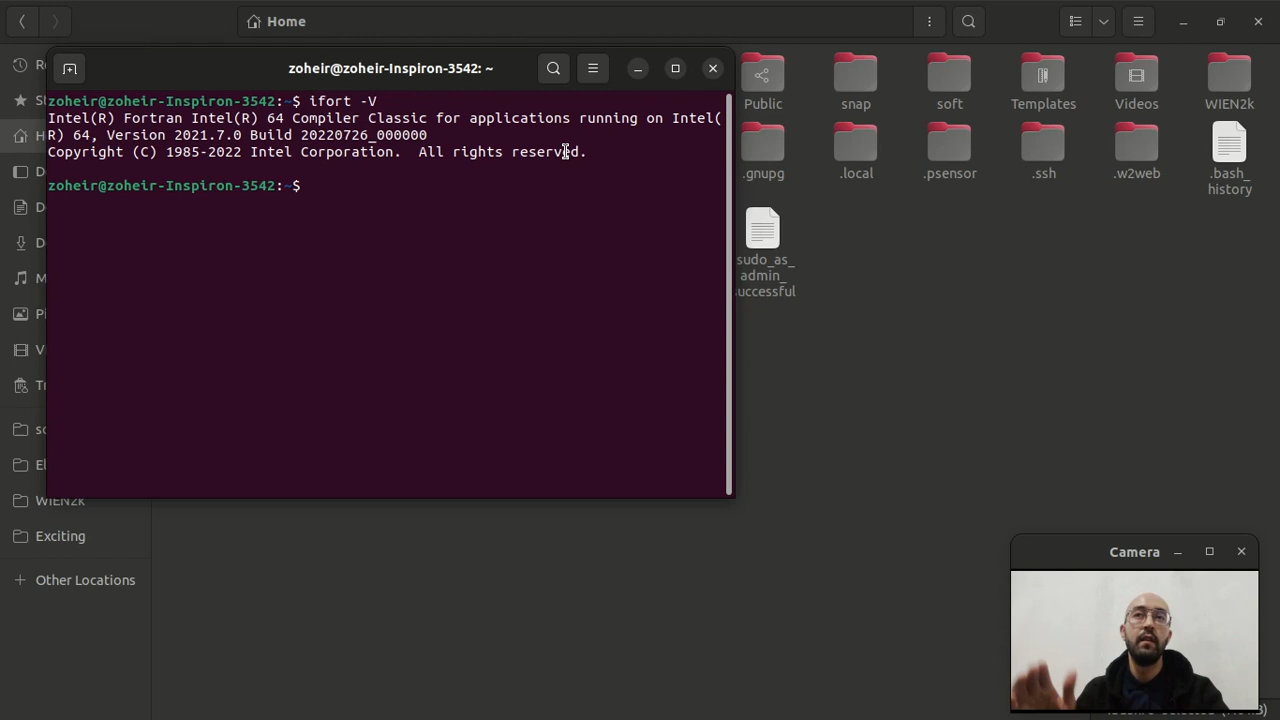 Home
zoheir@zoheir-Inspiron-3542: ~
zoheir@zoheir-Inspiron-3542:~$ ifort -V
Intel(R) Fortran Intel(R) 64 Compiler Classic for applications running on Intel(
R) 64, Version 2021.7.0 Build 20220726_000000
Copyright (C) 1985-2022 Intel Corporation.  All rights reserved.
zoheir@zoheir-Inspiron-3542:~$
Public
snap
soft
Templates
Videos
WIEN2k
.gnupg
.local
.psensor
.ssh
.w2web
.bash_
history
sudo_as_
admin_
successful
WIEN2k
Exciting
Other Locations
Camera